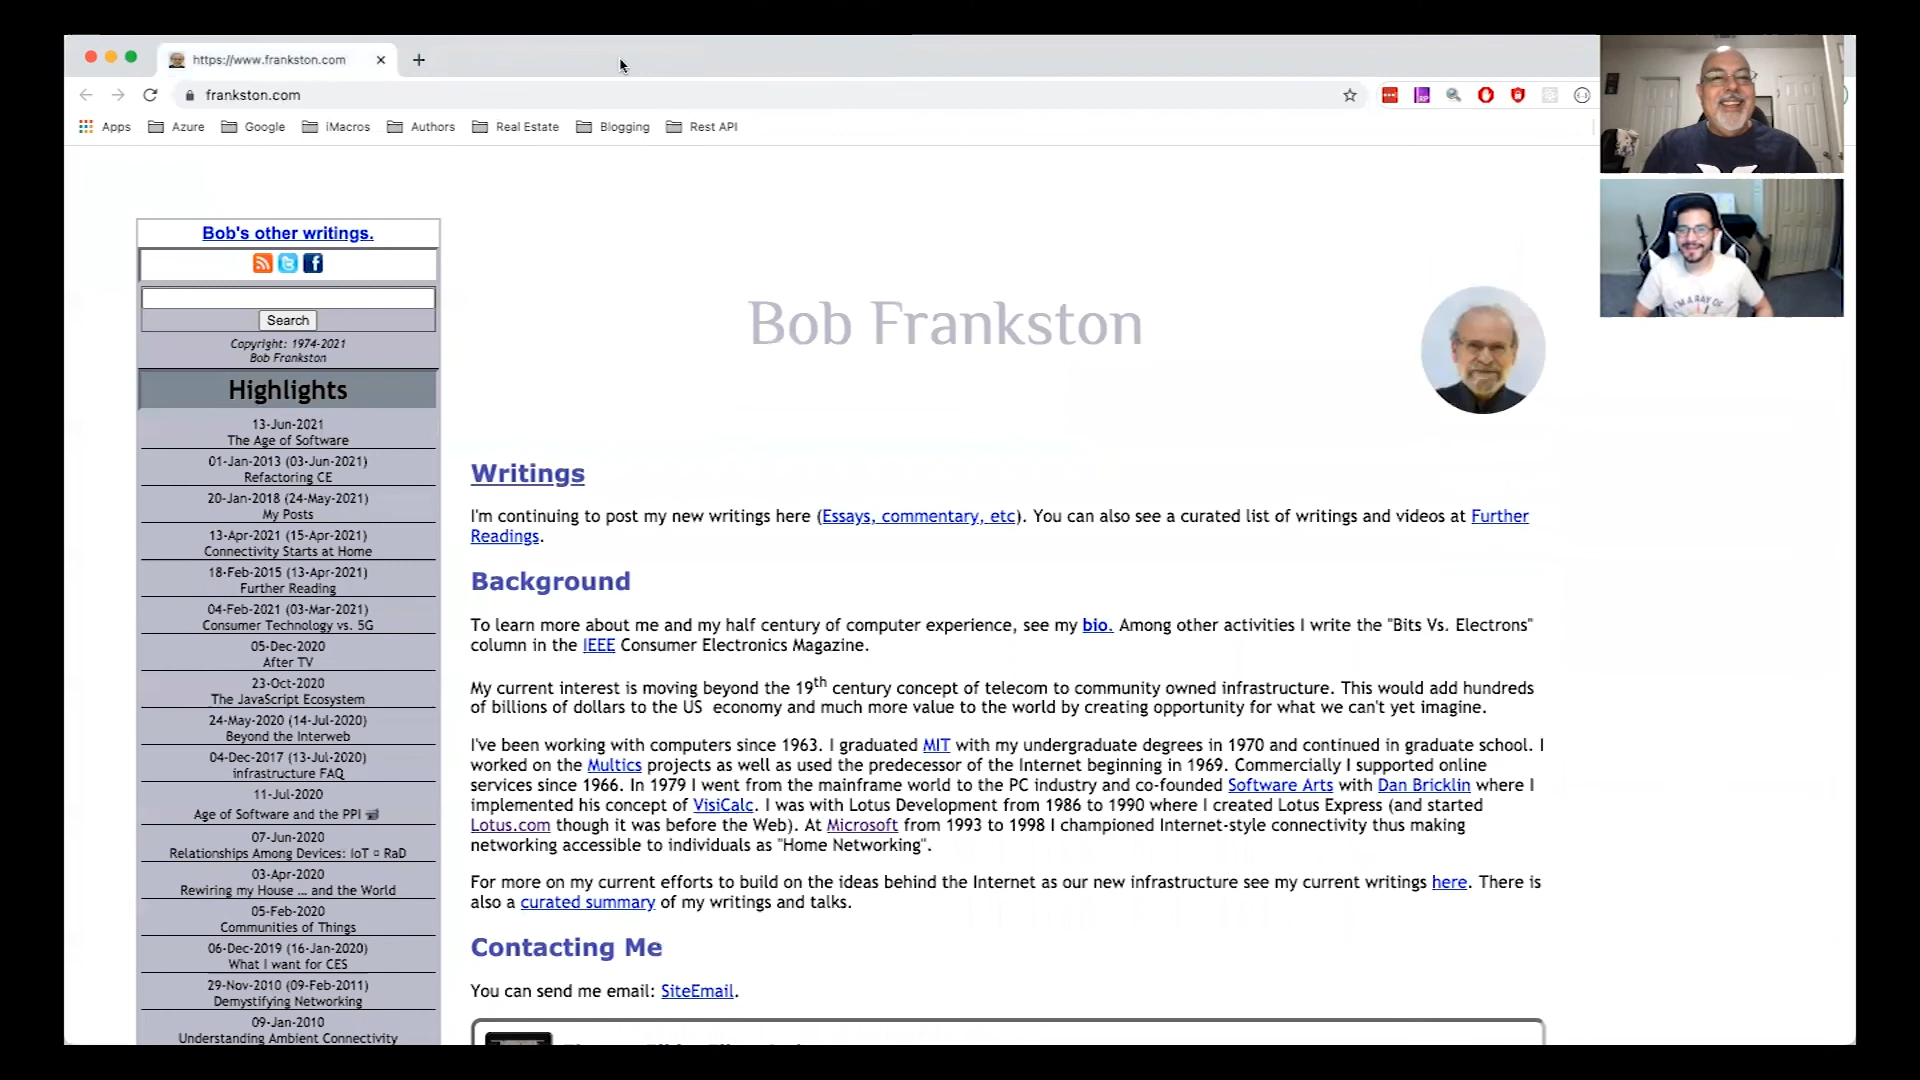 https://www.frankston.com
frankston.com
Apps Azure Google iMacros Authors Real Estate Blogging Rest API
Bob's other writings.
Search
Copyright: 1974-2021
Bob Frankston
Highlights
13-Jun-2021
The Age of Software
01-Jan-2013 (03-Jun-2021)
Refactoring CE
20-Jan-2018 (24-May-2021)
My Posts
13-Apr-2021 (15-Apr-2021)
Connectivity Starts at Home
18-Feb-2015 (13-Apr-2021)
Further Reading
04-Feb-2021 (03-Mar-2021)
Consumer Technology vs. 5G
05-Dec-2020
After TV
23-Oct-2020
The JavaScript Ecosystem
24-May-2020 (14-Jul-2020)
Beyond the Interweb
04-Dec-2017 (13-Jul-2020)
infrastructure FAQ
11-Jul-2020
Age of Software and the PPI
07-Jun-2020
Relationships Among Devices: IoT ▫ RaD
03-Apr-2020
Rewiring my House … and the World
05-Feb-2020
Communities of Things
06-Dec-2019 (16-Jan-2020)
What I want for CES
29-Nov-2010 (09-Feb-2011)
Demystifying Networking
09-Jan-2010
Understanding Ambient Connectivity
Bob Frankston
Writings
I'm continuing to post my new writings here (Essays, commentary, etc). You can also see a curated list of writings and videos at Further
Readings.
Background
To learn more about me and my half century of computer experience, see my bio. Among other activities I write the "Bits Vs. Electrons"
column in the IEEE Consumer Electronics Magazine.
My current interest is moving beyond the 19th century concept of telecom to community owned infrastructure. This would add hundreds
of billions of dollars to the US economy and much more value to the world by creating opportunity for what we can't yet imagine.
I've been working with computers since 1963. I graduated MIT with my undergraduate degrees in 1970 and continued in graduate school. I
worked on the Multics projects as well as used the predecessor of the Internet beginning in 1969. Commercially I supported online
services since 1966. In 1979 I went from the mainframe world to the PC industry and co-founded Software Arts with Dan Bricklin where I
implemented his concept of VisiCalc. I was with Lotus Development from 1986 to 1990 where I created Lotus Express (and started
Lotus.com though it was before the Web). At Microsoft from 1993 to 1998 I championed Internet-style connectivity thus making
networking accessible to individuals as "Home Networking".
For more on my current efforts to build on the ideas behind the Internet as our new infrastructure see my current writings here. There is
also a curated summary of my writings and talks.
Contacting Me
You can send me email: SiteEmail.
I'M A RAY OF